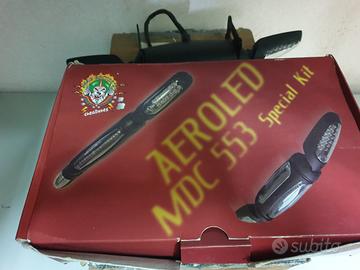 AEROLED
MDC 553 Special Kit
subito